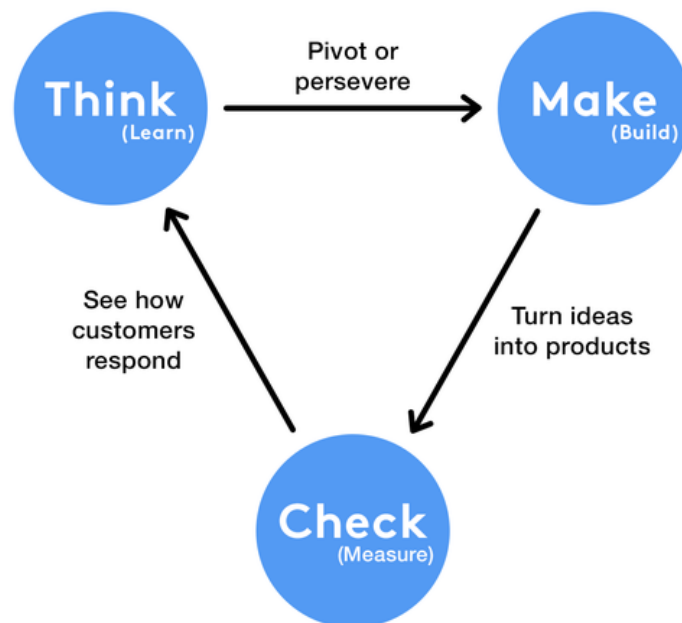 Think
(Learn)
Pivot or
persevere
Make
(Build)
See how
customers
respond
Turn ideas
into products
Check
(Measure)